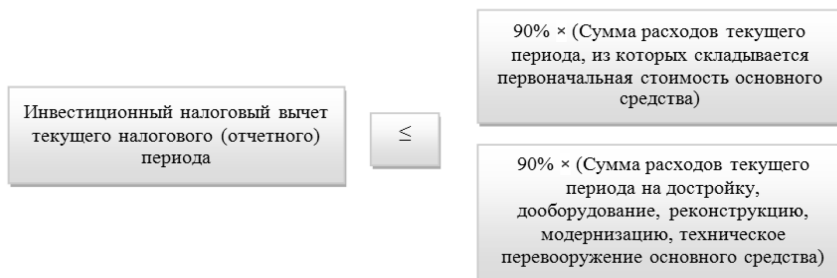 Инвестиционный налоговый вычет
текущего налогового (отчетного)
периода
≤
90% × (Сумма расходов текущего
периода, из которых складывается
первоначальная стоимость основного
средства)
90% × (Сумма расходов текущего
периода на достройку,
дооборудование, реконструкцию,
модернизацию, техническое
перевооружение основного средства)